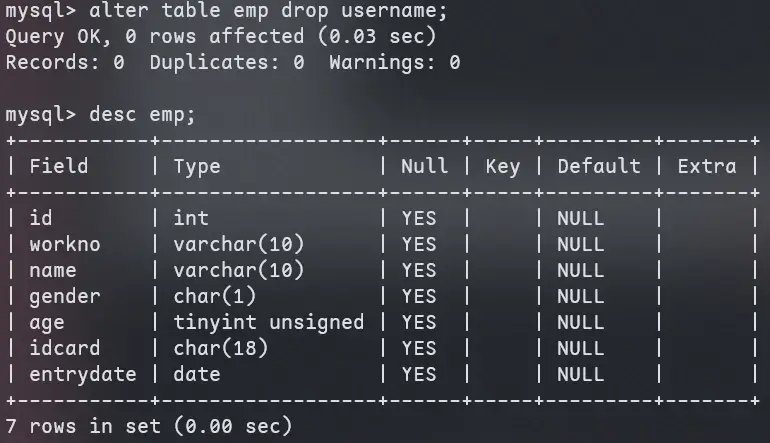 mysql> alter table emp drop username;
Query OK, 0 rows affected (0.03 sec)
Records: 0  Duplicates: 0  Warnings: 0

mysql> desc emp;
+-----------+------------------+------+-----+---------+-------+
| Field     | Type             | Null | Key | Default | Extra |
+-----------+------------------+------+-----+---------+-------+
| id        | int              | YES  |     | NULL    |       |
| workno    | varchar(10)      | YES  |     | NULL    |       |
| name      | varchar(10)      | YES  |     | NULL    |       |
| gender    | char(1)          | YES  |     | NULL    |       |
| age       | tinyint unsigned | YES  |     | NULL    |       |
| idcard    | char(18)         | YES  |     | NULL    |       |
| entrydate | date             | YES  |     | NULL    |       |
+-----------+------------------+------+-----+---------+-------+
7 rows in set (0.00 sec)